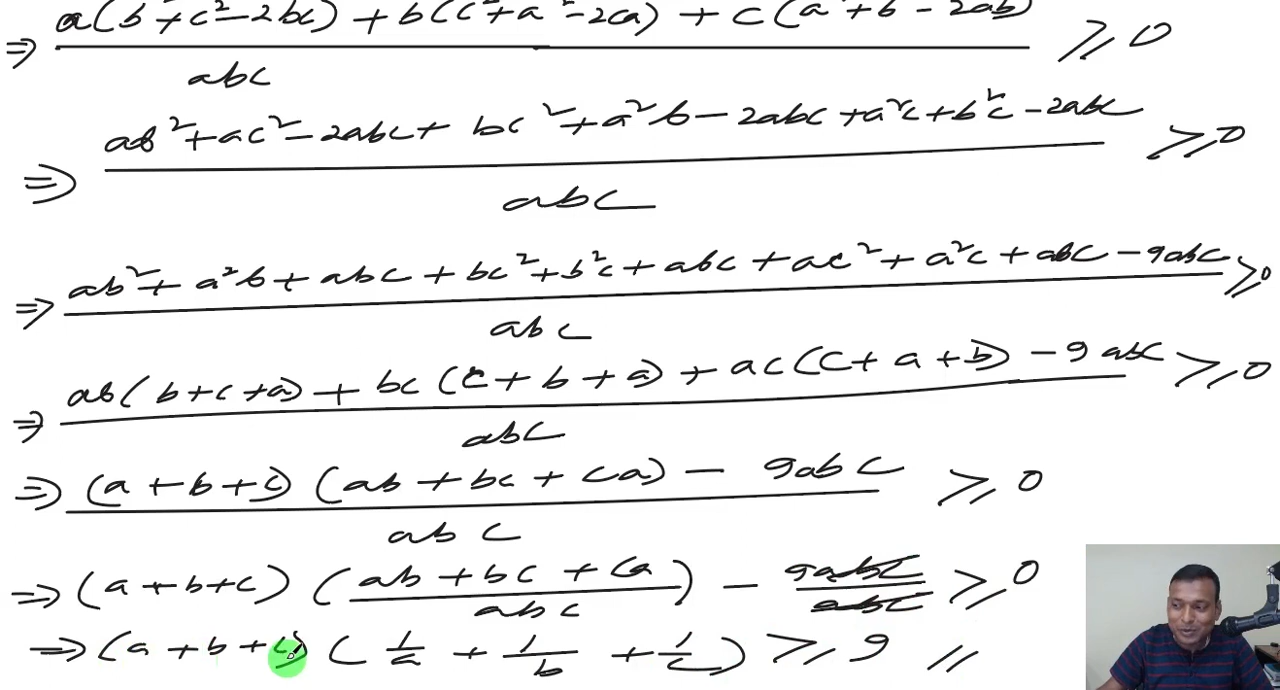 ⇒ a(b²+c²-2bc) + b(c²+a²-2ca) + c(a²+b²-2ab) / abc ⩾ 0
⇒ ab²+ac²-2abc+bc²+a²b-2abc+a²c+b²c-2abc / abc ⩾ 0
⇒ ab²+a²b+abc+bc²+b²c+abc+ac²+a²c+abc-9abc / abc ⩾ 0
⇒ ab(b+c+a)+bc(c+b+a)+ac(c+a+b)-9abc / abc ⩾ 0
⇒ (a+b+c)(ab+bc+ca)-9abc / abc ⩾ 0
⇒ (a+b+c)(ab+bc+ca / abc) - 9abc / abc ⩾ 0
⇒ (a+b+c)(1/a + 1/b + 1/c) ⩾ 9 //